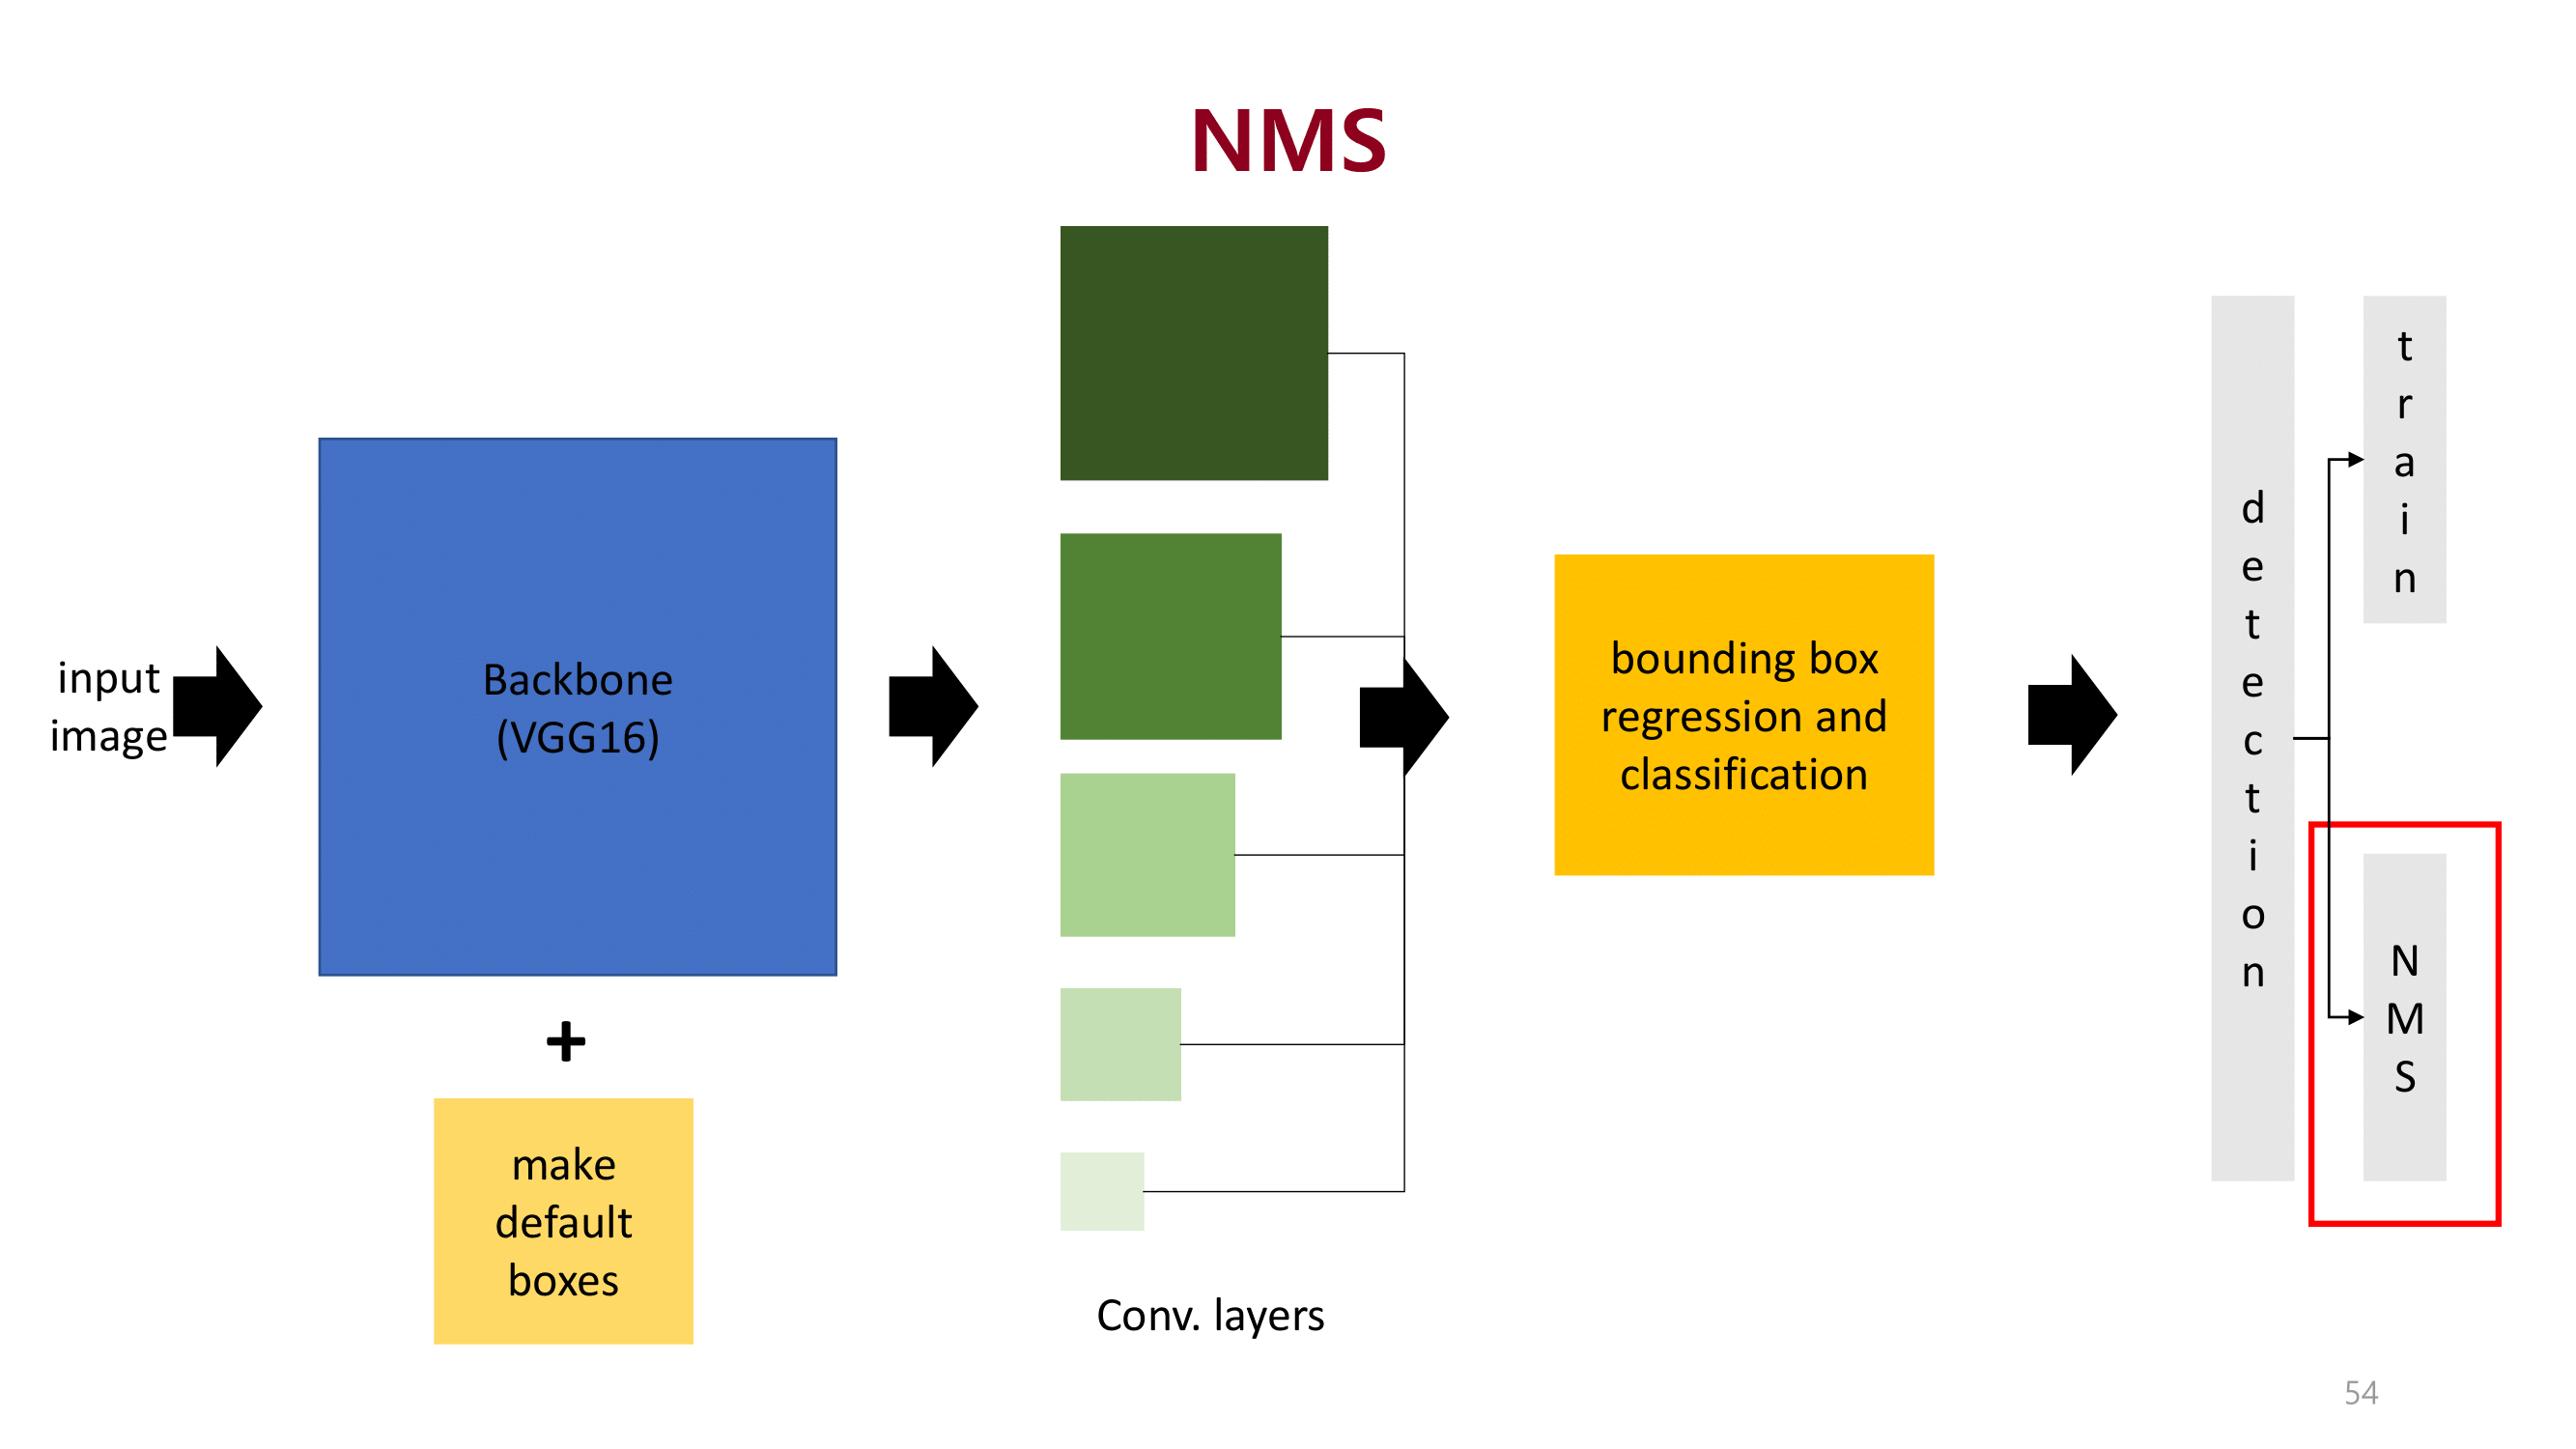 NMS
input
image
Backbone
(VGG16)
+
make
default
boxes
Conv. layers
bounding box
regression and
classification
detection
train
NMS
54